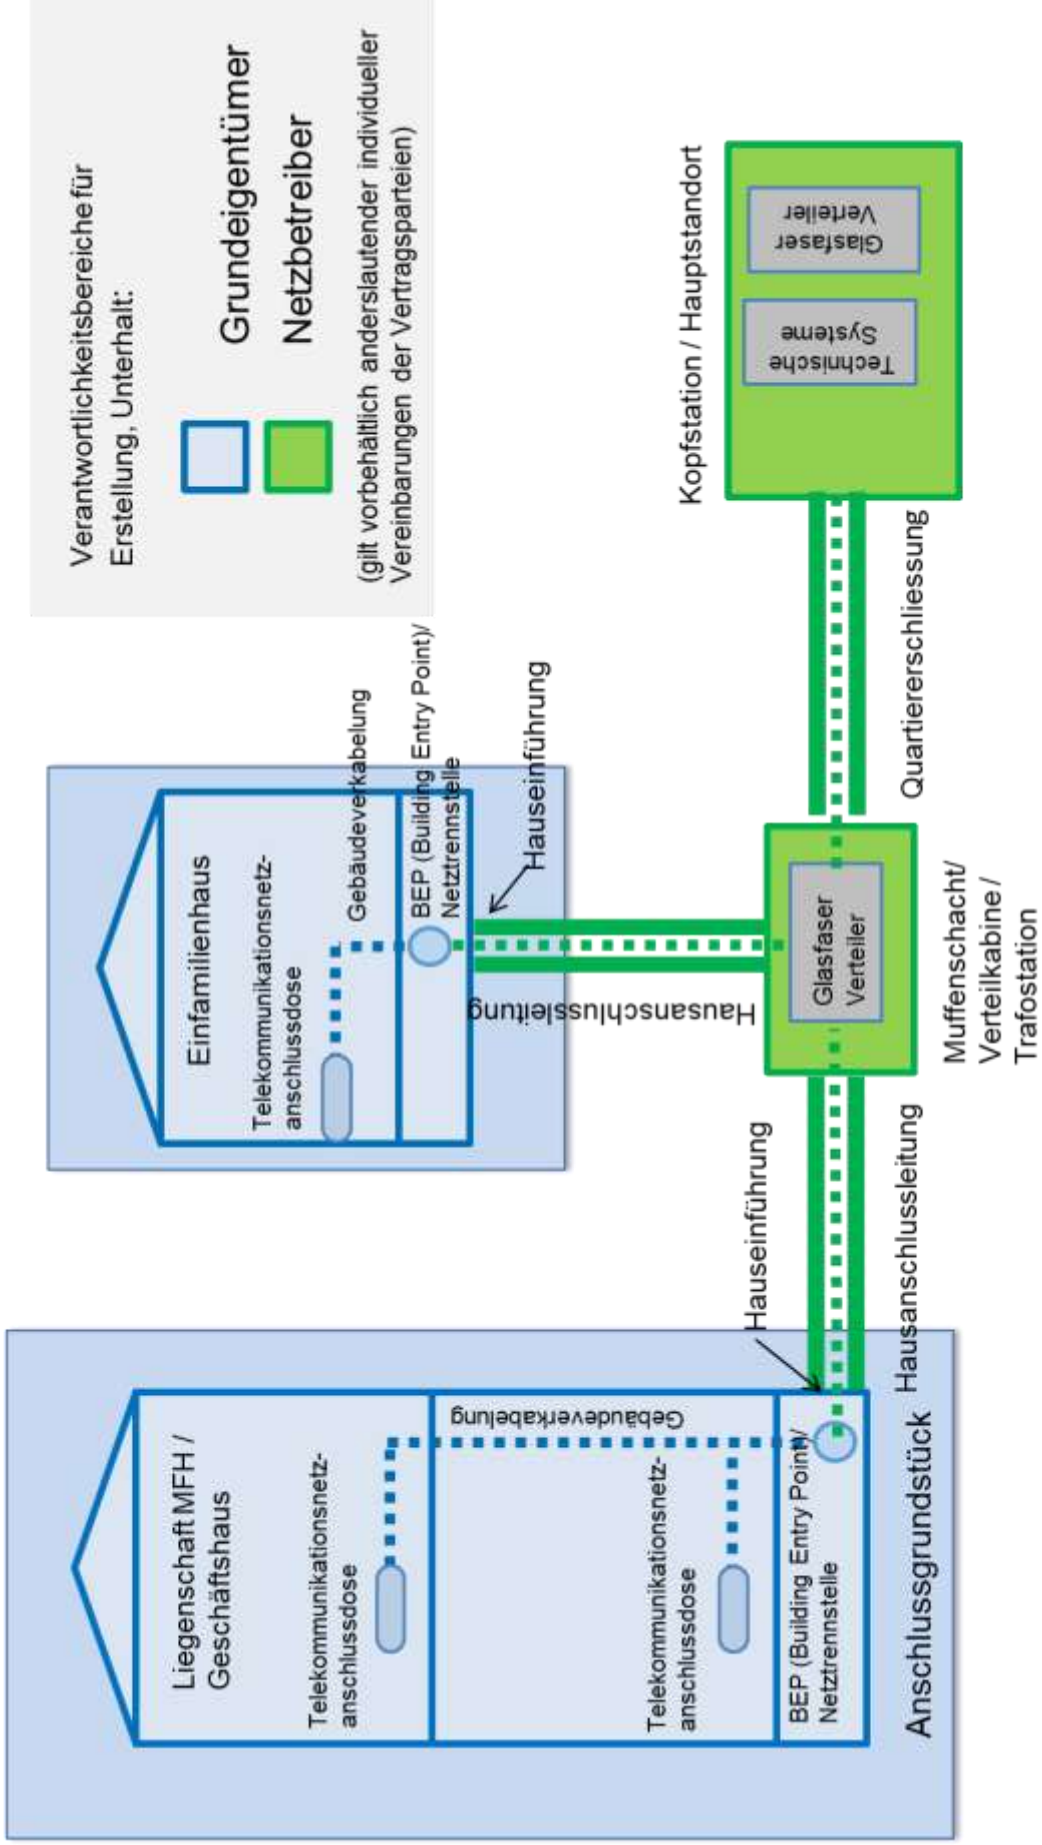 Verantwortlichkeitsbereiche für
Erstellung, Unterhalt:
Grundeigentümer
Netzbetreiber
(gilt vorbehältlich anderslautender individueller
Vereinbarungen der Vertragsparteien)
Liegenschaft MFH /
Geschäftshaus
Telekommunikationsnetz-
anschlussdose
Gebäudeverkabelung
Telekommunikationsnetz-
anschlussdose
BEP (Building Entry Point)/
Netztrennstelle
Anschlussgrundstück
Hauseinführung
Hausanschlussleitung
Einfamilienhaus
Telekommunikationsnetz-
anschlussdose
Gebäudeverkabelung
BEP (Building Entry Point)/
Netztrennstelle
Hauseinführung
Hausanschlussleitung
Glasfaser
Verteiler
Muffenschacht/
Verteilkabine /
Trafostation
Quartiererschliessung
Kopfstation / Hauptstandort
Technische
Systeme
Glasfaser
Verteiler